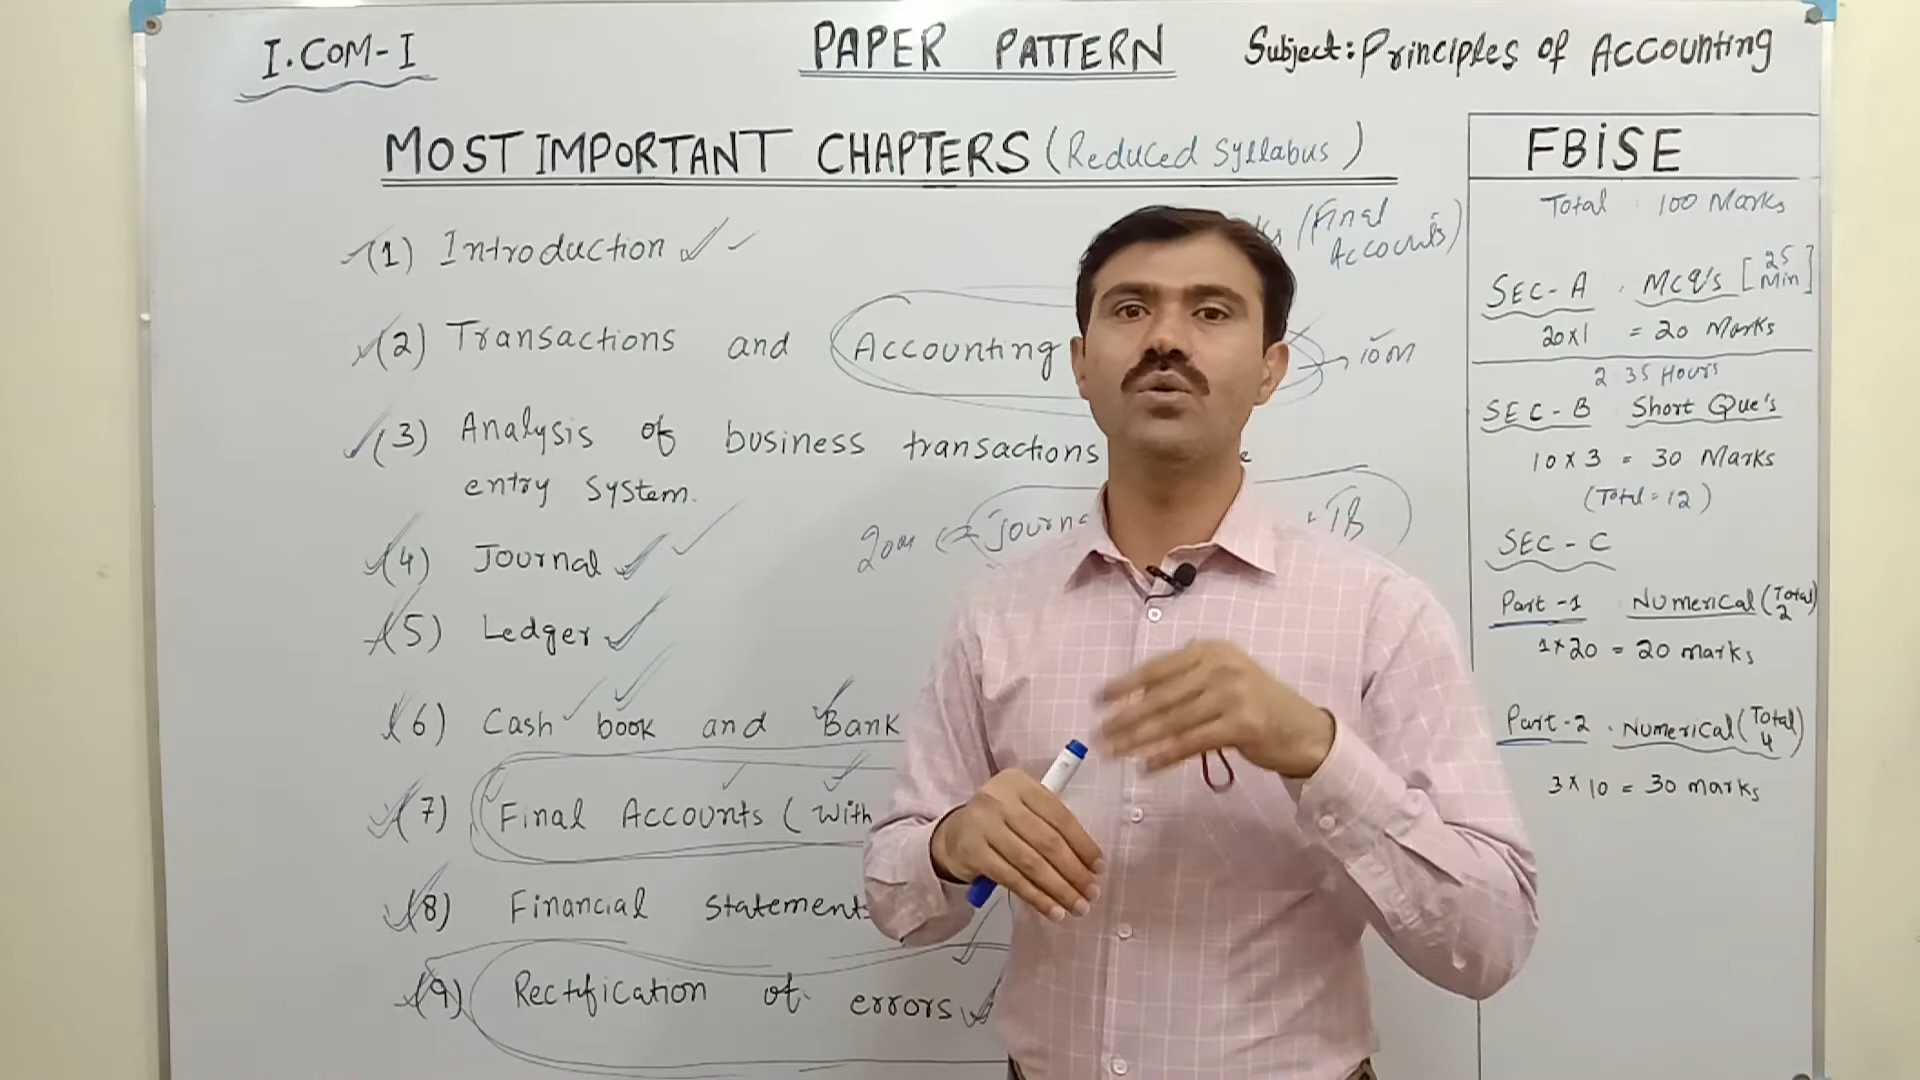 I.COM-I
PAPER PATTERN
Subject: Principles of Accounting
MOST IMPORTANT CHAPTERS (Reduced Syllabus)
(1) Introduction
(Final Accounts)
(2) Transactions and Accounting
10M
(3) Analysis of business transactions
entry system.
20M
TB
(4) Journal
(5) Ledger
(6) Cash book and Bank
(7) Final Accounts (With
(8) Financial Statements
(9) Rectification of errors
FBiSE
Total 100 Marks
SEC-A . MCQ's [25 Min]
20x1 = 20 Marks
2 35 Hours
SEC-B Short Que's
10 x 3 = 30 Marks
(Total = 12)
SEC-C
Part-1 Numerical (Total 2)
1x20 = 20 marks
Part-2 . Numerical (Total 4)
3 x 10 = 30 marks